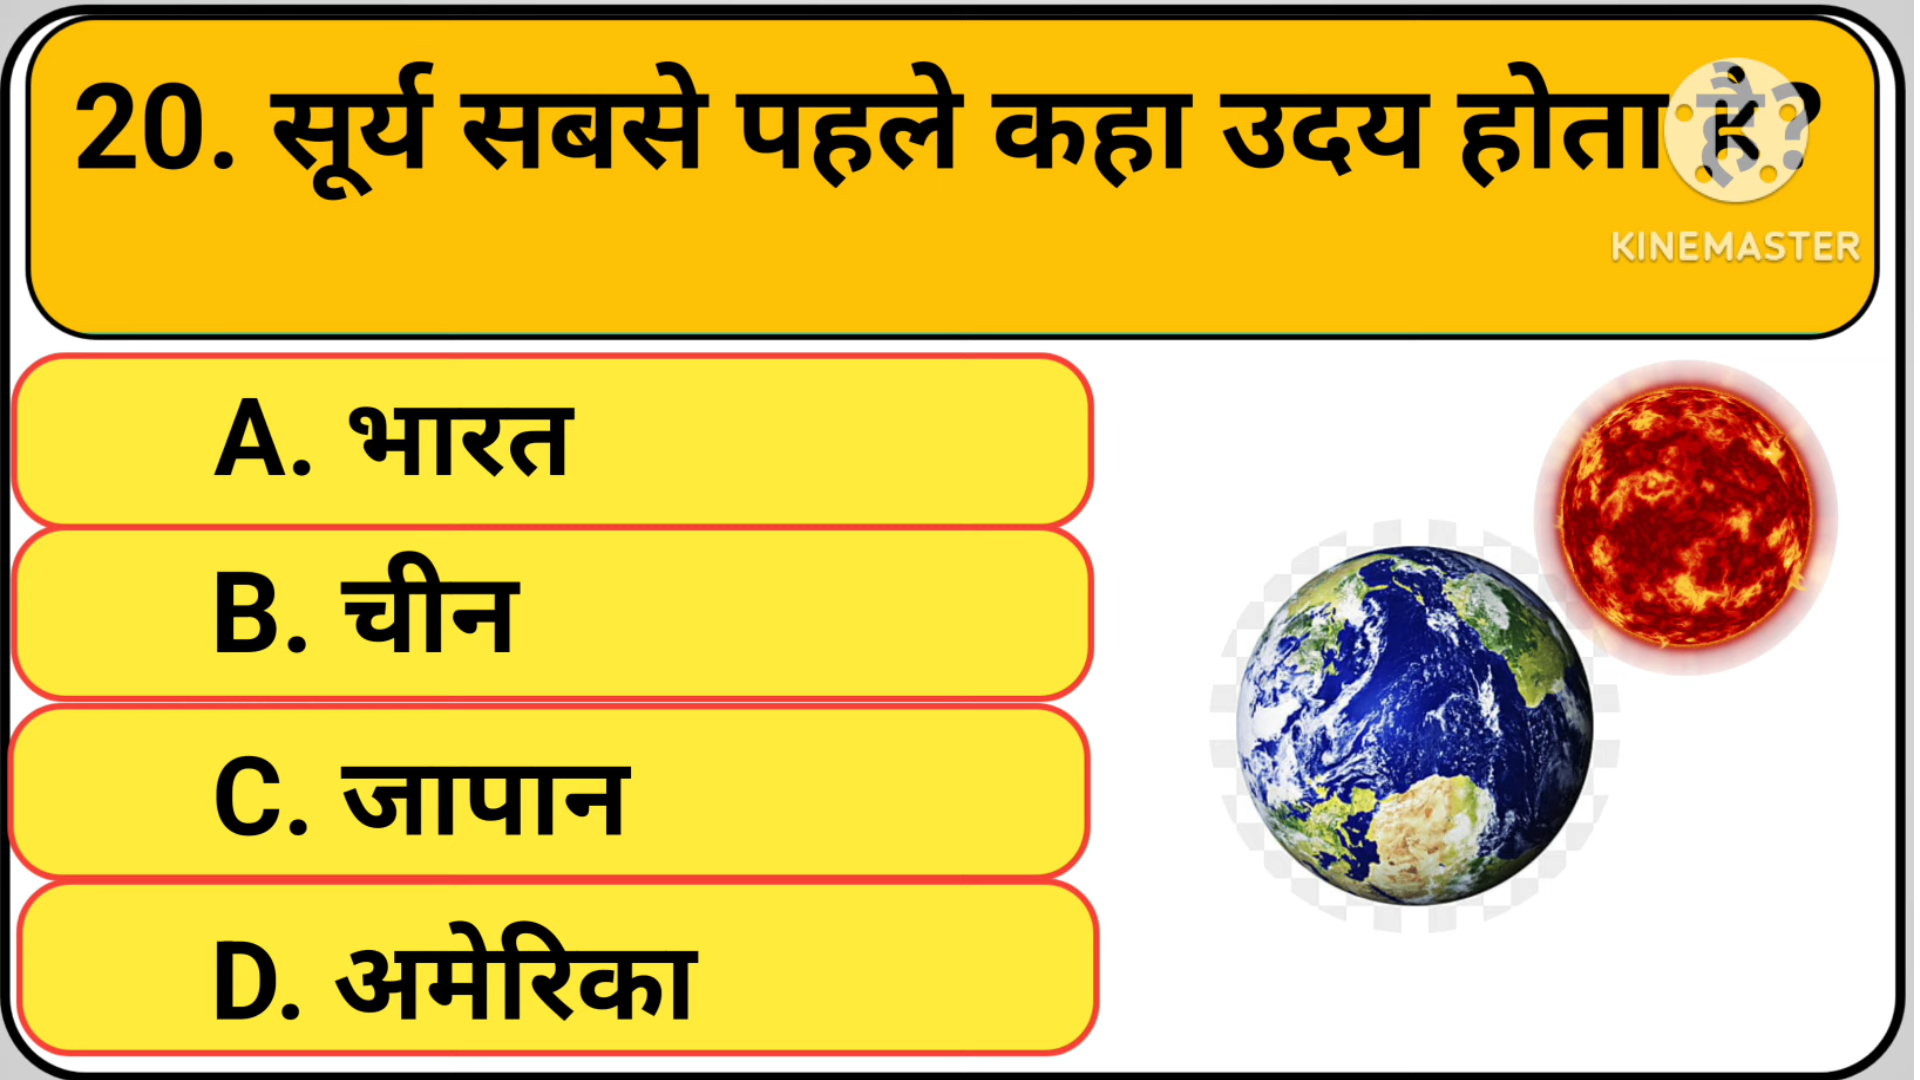 20. सूर्य सबसे पहले कहा उदय होता है?
KINEMASTER
A. भारत
B. चीन
C. जापान
D. अमेरिका